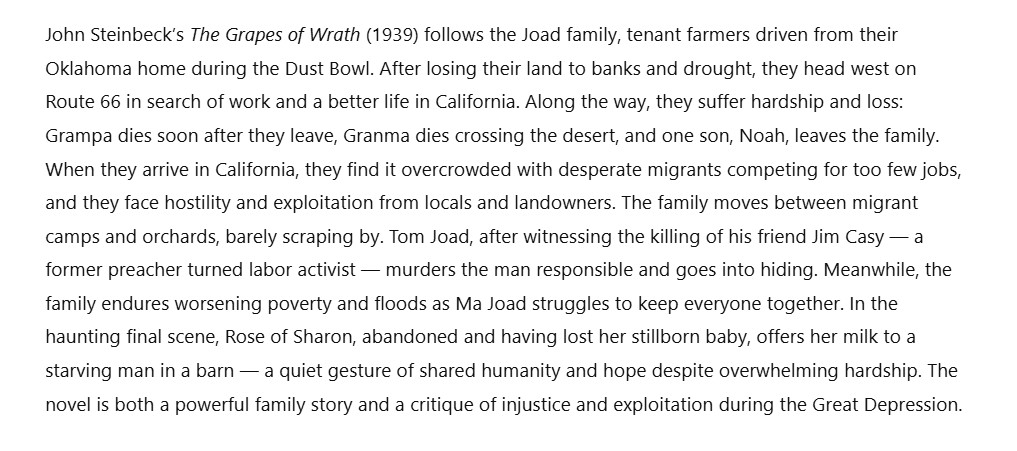 John Steinbeck's The Grapes of Wrath (1939) follows the Joad family, tenant farmers driven from their
Oklahoma home during the Dust Bowl. After losing their land to banks and drought, they head west on
Route 66 in search of work and a better life in California. Along the way, they suffer hardship and loss:
Grampa dies soon after they leave, Granma dies crossing the desert, and one son, Noah, leaves the family.
When they arrive in California, they find it overcrowded with desperate migrants competing for too few jobs,
and they face hostility and exploitation from locals and landowners. The family moves between migrant
camps and orchards, barely scraping by. Tom Joad, after witnessing the killing of his friend Jim Casy — a
former preacher turned labor activist — murders the man responsible and goes into hiding. Meanwhile, the
family endures worsening poverty and floods as Ma Joad struggles to keep everyone together. In the
haunting final scene, Rose of Sharon, abandoned and having lost her stillborn baby, offers her milk to a
starving man in a barn — a quiet gesture of shared humanity and hope despite overwhelming hardship. The
novel is both a powerful family story and a critique of injustice and exploitation during the Great Depression.